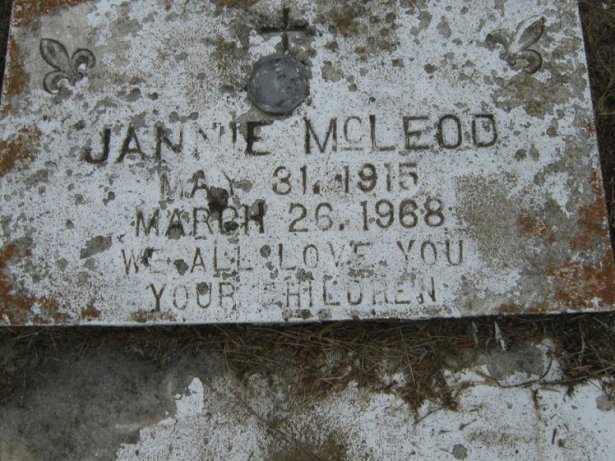 JANNIE McLEOD
MAY 31, 1915
MARCH 26, 1968
WE ALL LOVE YOU
YOUR CHILDREN